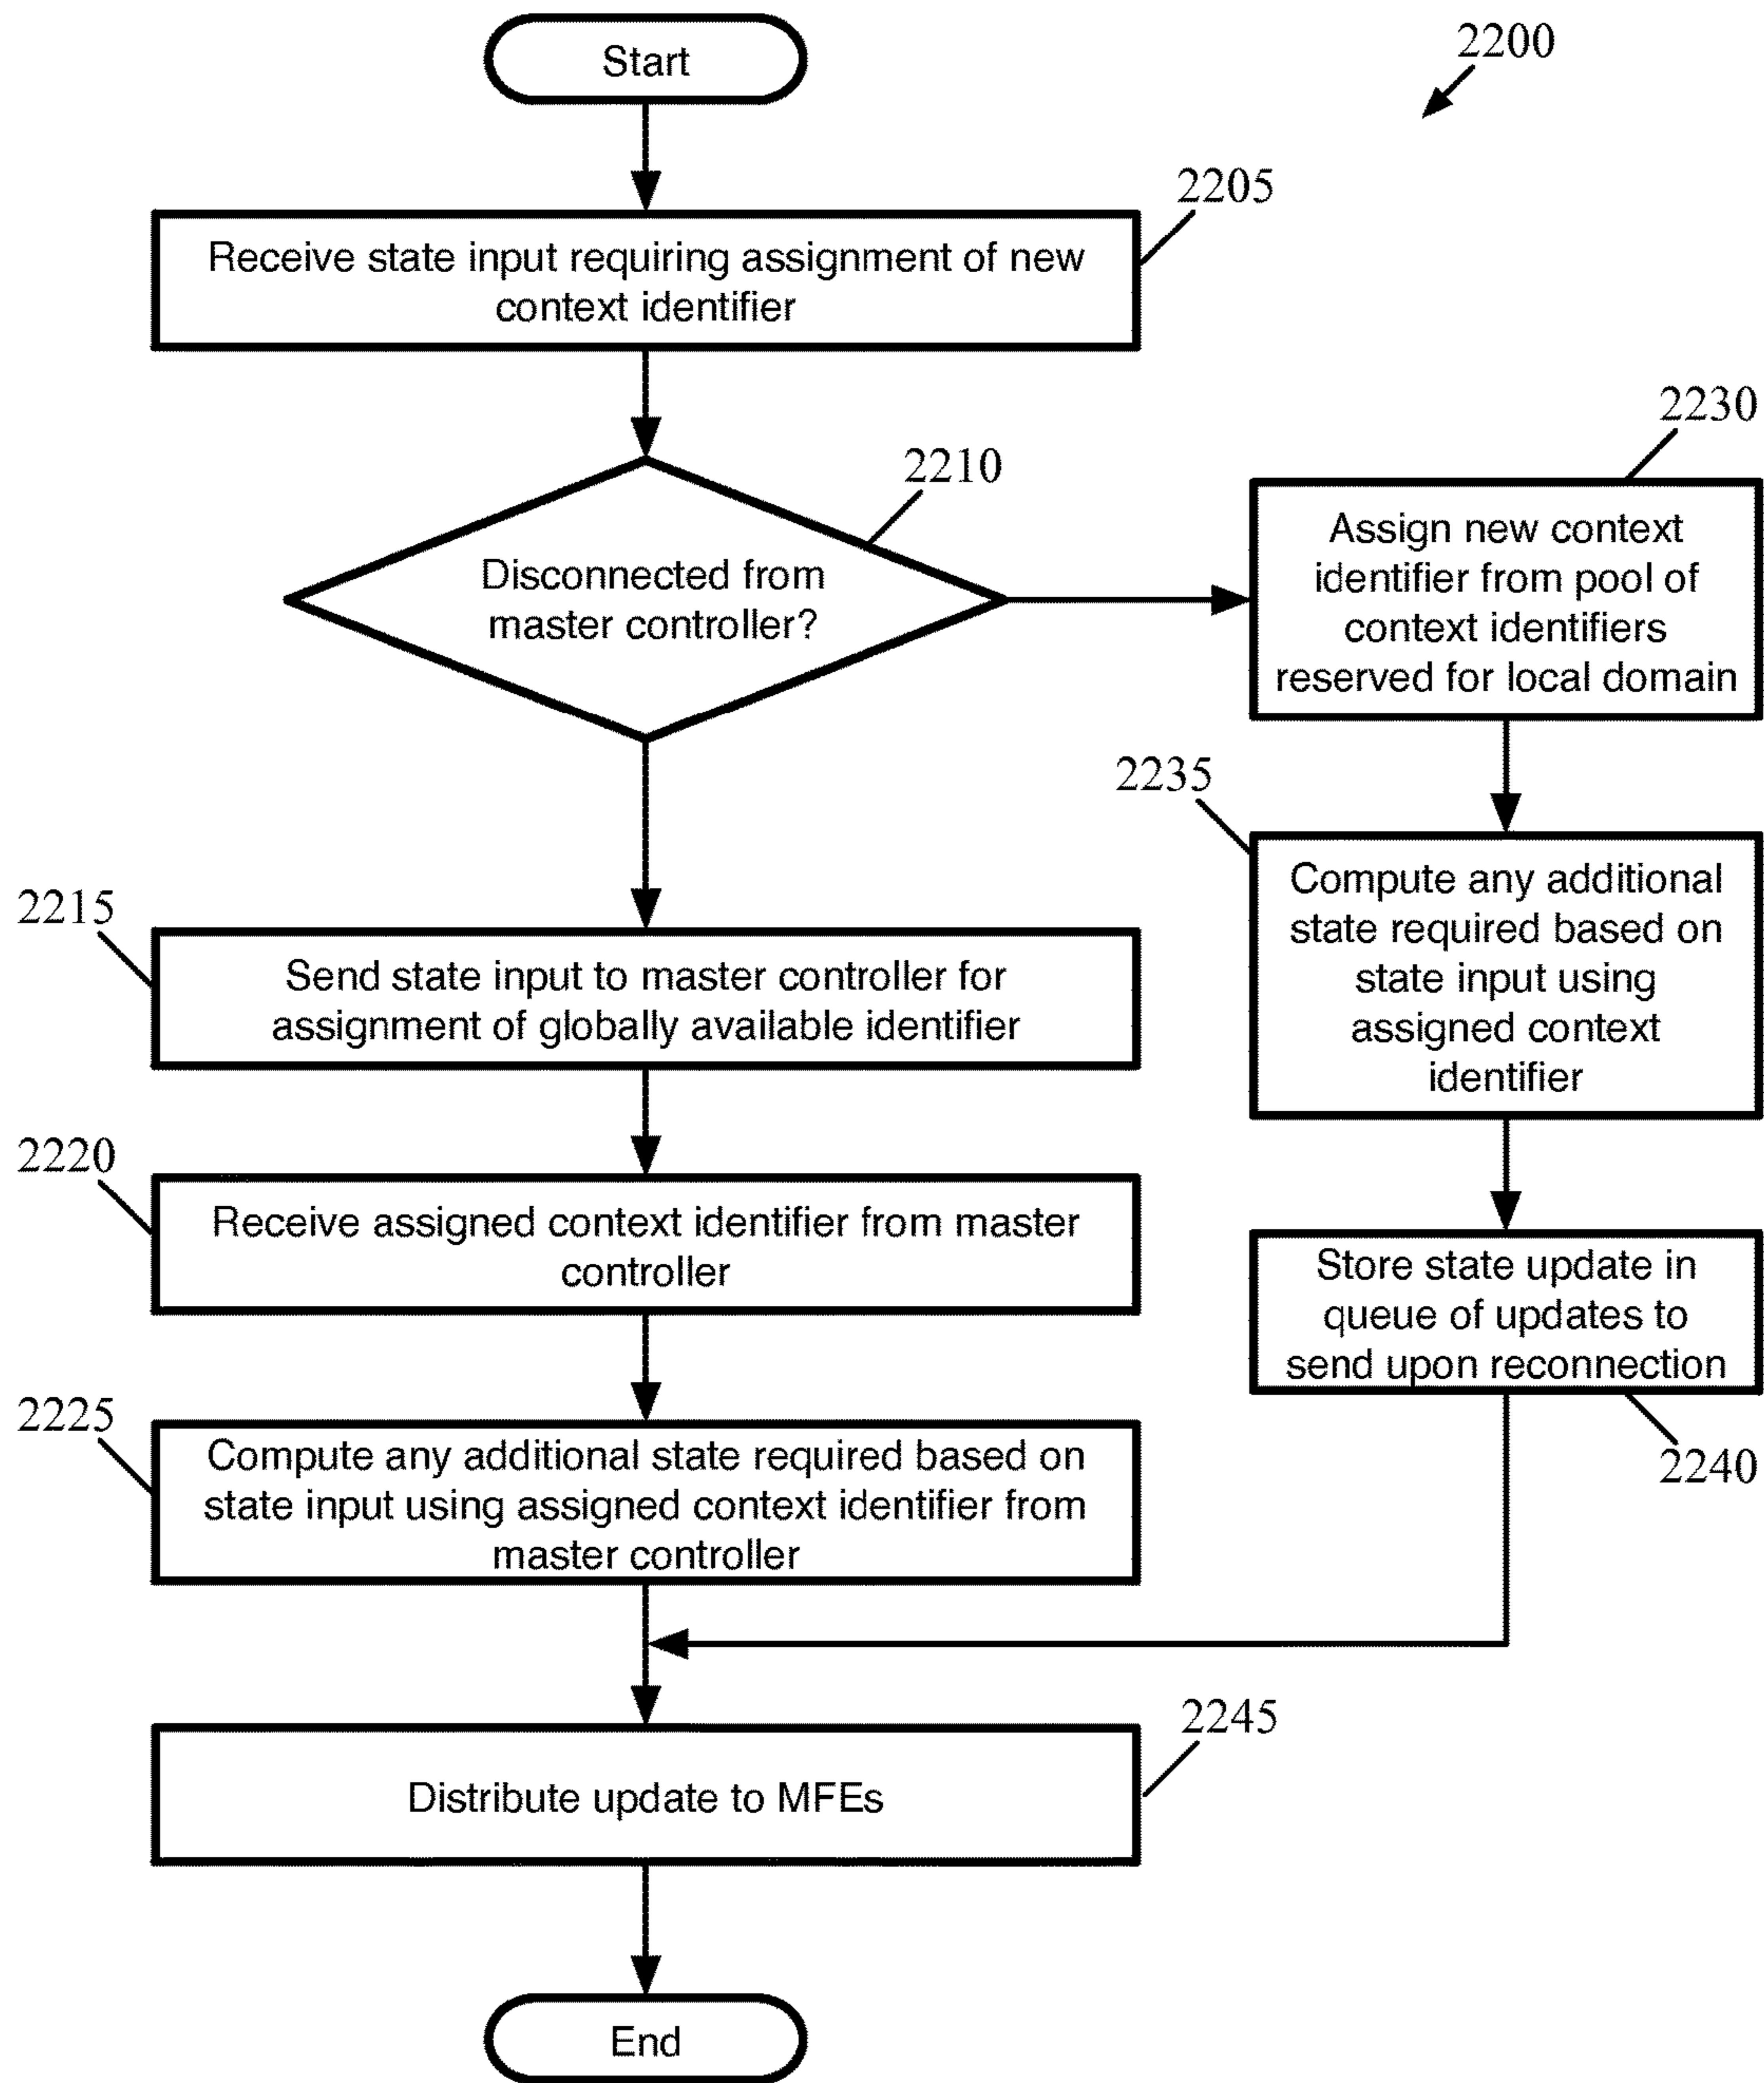 Start
2200
2205
Receive state input requiring assignment of new
context identifier
2210
Disconnected from
master controller?
2230
Assign new context
identifier from pool of
context identifiers
reserved for local domain
2235
Compute any additional
state required based on
state input using
assigned context
identifier
2215
Send state input to master controller for
assignment of globally available identifier
2220
Receive assigned context identifier from master
controller
Store state update in
queue of updates to
send upon reconnection
2240
2225
Compute any additional state required based on
state input using assigned context identifier from
master controller
2245
Distribute update to MFEs
End